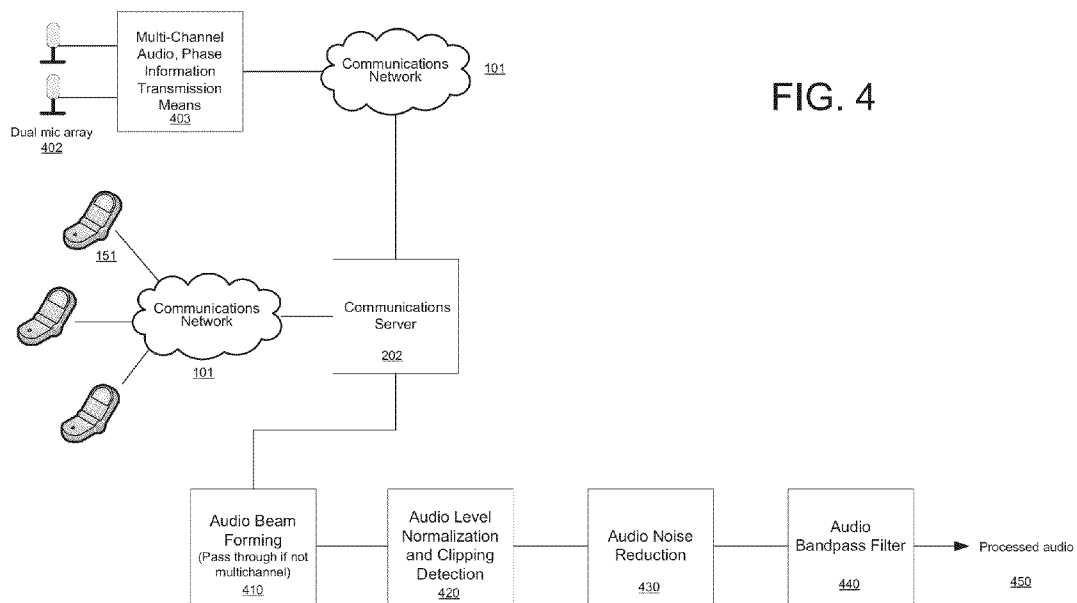 Multi-Channel
Audio, Phase
Information
Transmission
Means
403
Communications
Network
101
FIG. 4
Dual mic array
402
151
Communications
Network
101
Communications
Server
202
Audio Beam
Forming
(Pass through if not
multichannel)
410
Audio Level
Normalization
and Clipping
Detection
420
Audio Noise
Reduction
430
Audio
Bandpass Filter
440
Processed audio
450